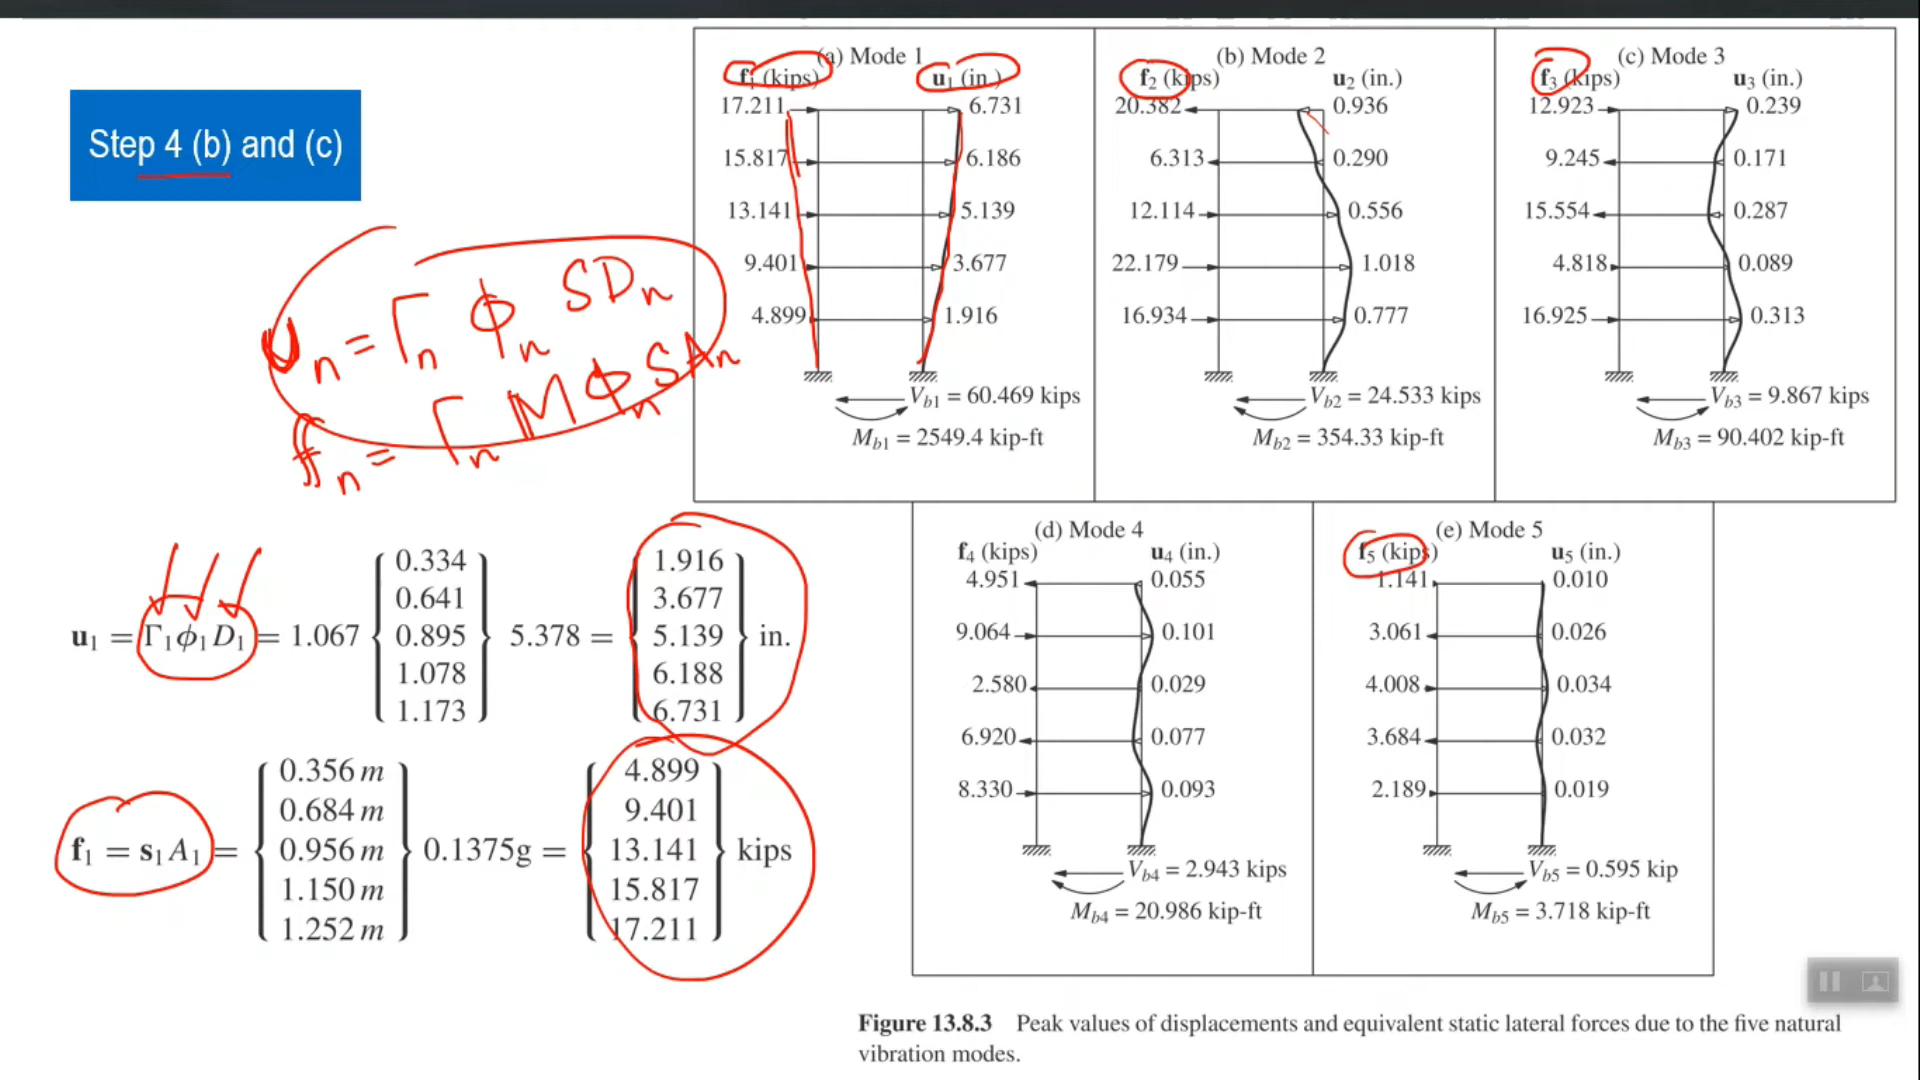 Step 4 (b) and (c)
u n = Γ n ϕ n SD n
f n = Γ n M ϕ n SA n
(a) Mode 1
f1 (kips) u1 (in.)
17.211 6.731
15.817 6.186
13.141 5.139
9.401 3.677
4.899 1.916
Vb1 = 60.469 kips
Mb1 = 2549.4 kip-ft
(b) Mode 2
f2 (kips) u2 (in.)
20.382 0.936
6.313 0.290
12.114 0.556
22.179 1.018
16.934 0.777
Vb2 = 24.533 kips
Mb2 = 354.33 kip-ft
(c) Mode 3
f3 (kips) u3 (in.)
12.923 0.239
9.245 0.171
15.554 0.287
4.818 0.089
16.925 0.313
Vb3 = 9.867 kips
Mb3 = 90.402 kip-ft
u1 = Γ1ϕ1D1 = 1.067 { 0.334 0.641 0.895 1.078 1.173 } 5.378 = { 1.916 3.677 5.139 6.188 6.731 } in.
f1 = s1A1 = { 0.356 m 0.684 m 0.956 m 1.150 m 1.252 m } 0.1375g = { 4.899 9.401 13.141 15.817 17.211 } kips
(d) Mode 4
f4 (kips) u4 (in.)
4.951 0.055
9.064 0.101
2.580 0.029
6.920 0.077
8.330 0.093
Vb4 = 2.943 kips
Mb4 = 20.986 kip-ft
(e) Mode 5
f5 (kips) u5 (in.)
1.141 0.010
3.061 0.026
4.008 0.034
3.684 0.032
2.189 0.019
Vb5 = 0.595 kip
Mb5 = 3.718 kip-ft
Figure 13.8.3 Peak values of displacements and equivalent static lateral forces due to the five natural
vibration modes.